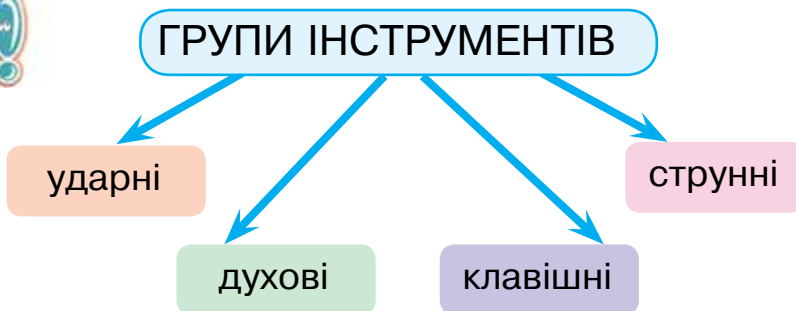 ГРУПИ ІНСТРУМЕНТІВ
ударні
струнні
духові
клавішні